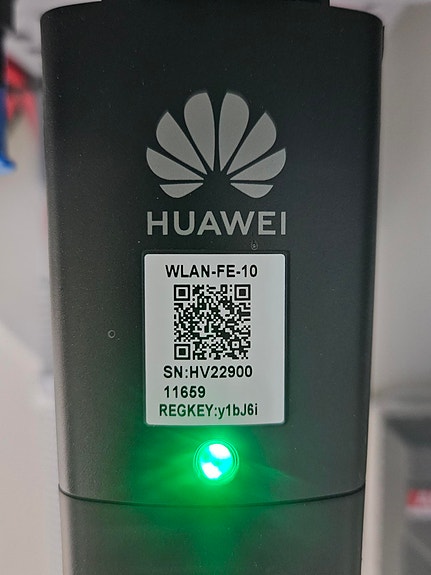 HUAWEI
WLAN-FE-10
SN:HV22900
11659
REGKEY:y1bJ6i